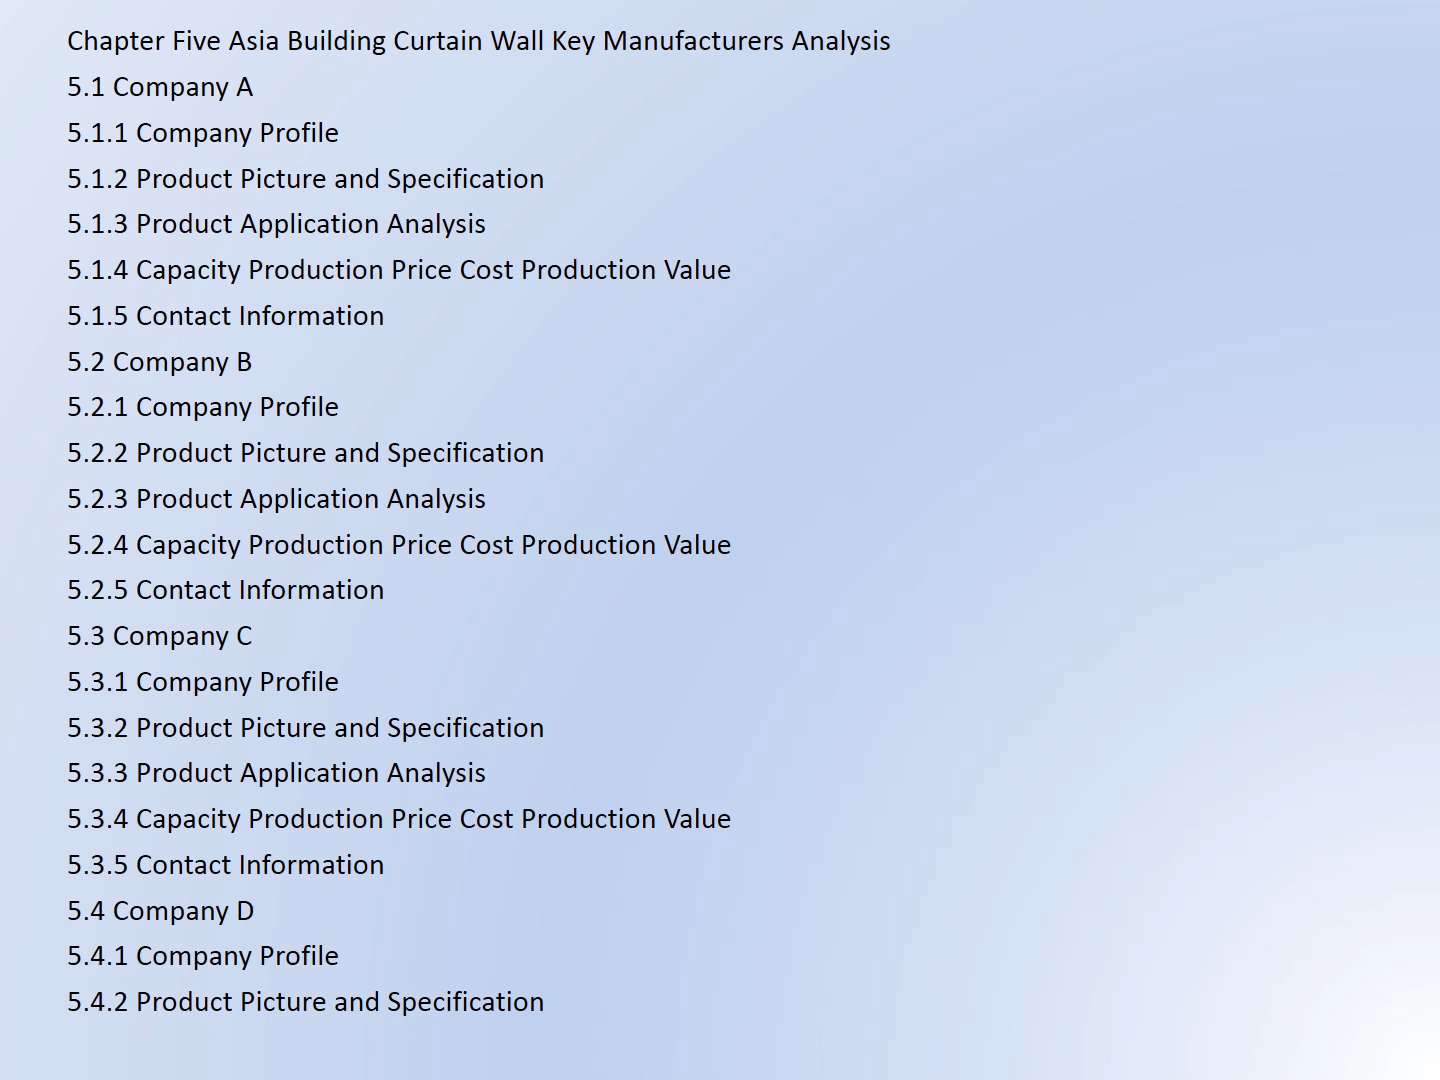 Chapter Five Asia Building Curtain Wall Key Manufacturers Analysis
5.1 Company A
5.1.1 Company Profile
5.1.2 Product Picture and Specification
5.1.3 Product Application Analysis
5.1.4 Capacity Production Price Cost Production Value
5.1.5 Contact Information
5.2 Company B
5.2.1 Company Profile
5.2.2 Product Picture and Specification
5.2.3 Product Application Analysis
5.2.4 Capacity Production Price Cost Production Value
5.2.5 Contact Information
5.3 Company C
5.3.1 Company Profile
5.3.2 Product Picture and Specification
5.3.3 Product Application Analysis
5.3.4 Capacity Production Price Cost Production Value
5.3.5 Contact Information
5.4 Company D
5.4.1 Company Profile
5.4.2 Product Picture and Specification